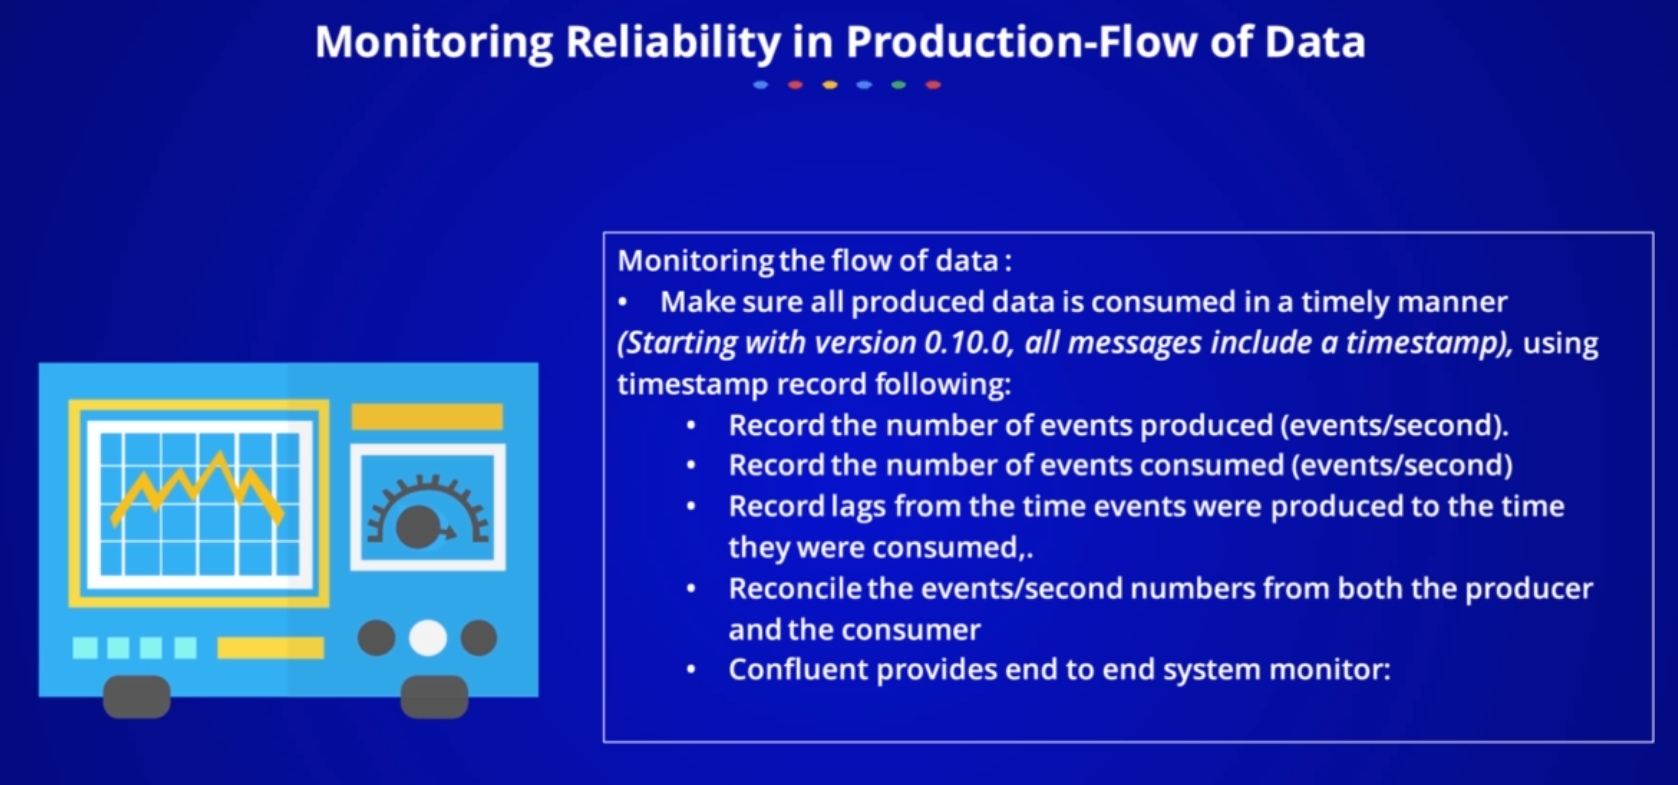 Monitoring Reliability in Production-Flow of Data
Monitoring the flow of data :
• Make sure all produced data is consumed in a timely manner
(Starting with version 0.10.0, all messages include a timestamp), using
timestamp record following:
• Record the number of events produced (events/second).
• Record the number of events consumed (events/second)
• Record lags from the time events were produced to the time
they were consumed,.
• Reconcile the events/second numbers from both the producer
and the consumer
• Confluent provides end to end system monitor: